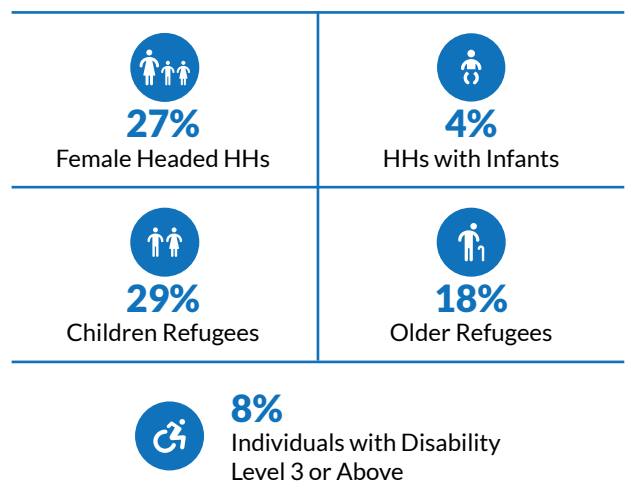 27%
Female Headed HHs
4%
HHs with Infants
29%
Children Refugees
18%
Older Refugees
8%
Individuals with Disability
Level 3 or Above